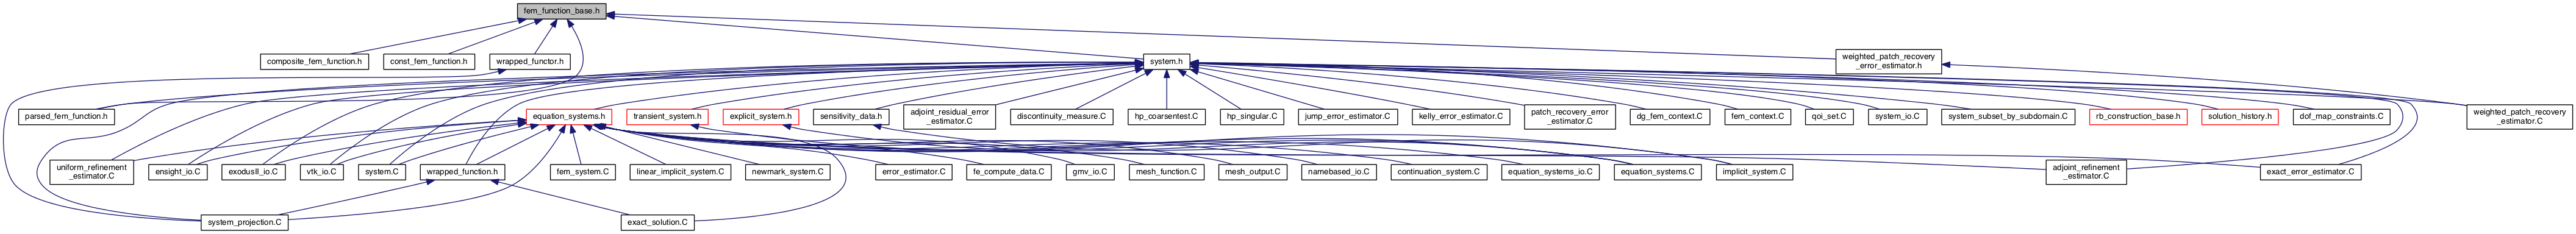 fem_function_base.h
composite_fem_function.h
const_fem_function.h
wrapped_functor.h
system.h
weighted_patch_recovery
_error_estimator.h
parsed_fem_function.h
equation_systems.h
transient_system.h
explicit_system.h
sensitivity_data.h
adjoint_residual_error
_estimator.C
discontinuity_measure.C
hp_coarsentest.C
hp_singular.C
jump_error_estimator.C
kelly_error_estimator.C
patch_recovery_error
_estimator.C
dg_fem_context.C
fem_context.C
qoi_set.C
system_io.C
system_subset_by_subdomain.C
rb_construction_base.h
solution_history.h
dof_map_constraints.C
weighted_patch_recovery
_estimator.C
uniform_refinement
_estimator.C
ensight_io.C
exodusII_io.C
vtk_io.C
system.C
wrapped_function.h
fem_system.C
linear_implicit_system.C
newmark_system.C
error_estimator.C
fe_compute_data.C
gmv_io.C
mesh_function.C
mesh_output.C
namebased_io.C
continuation_system.C
equation_systems_io.C
equation_systems.C
implicit_system.C
adjoint_refinement
_estimator.C
exact_error_estimator.C
system_projection.C
exact_solution.C